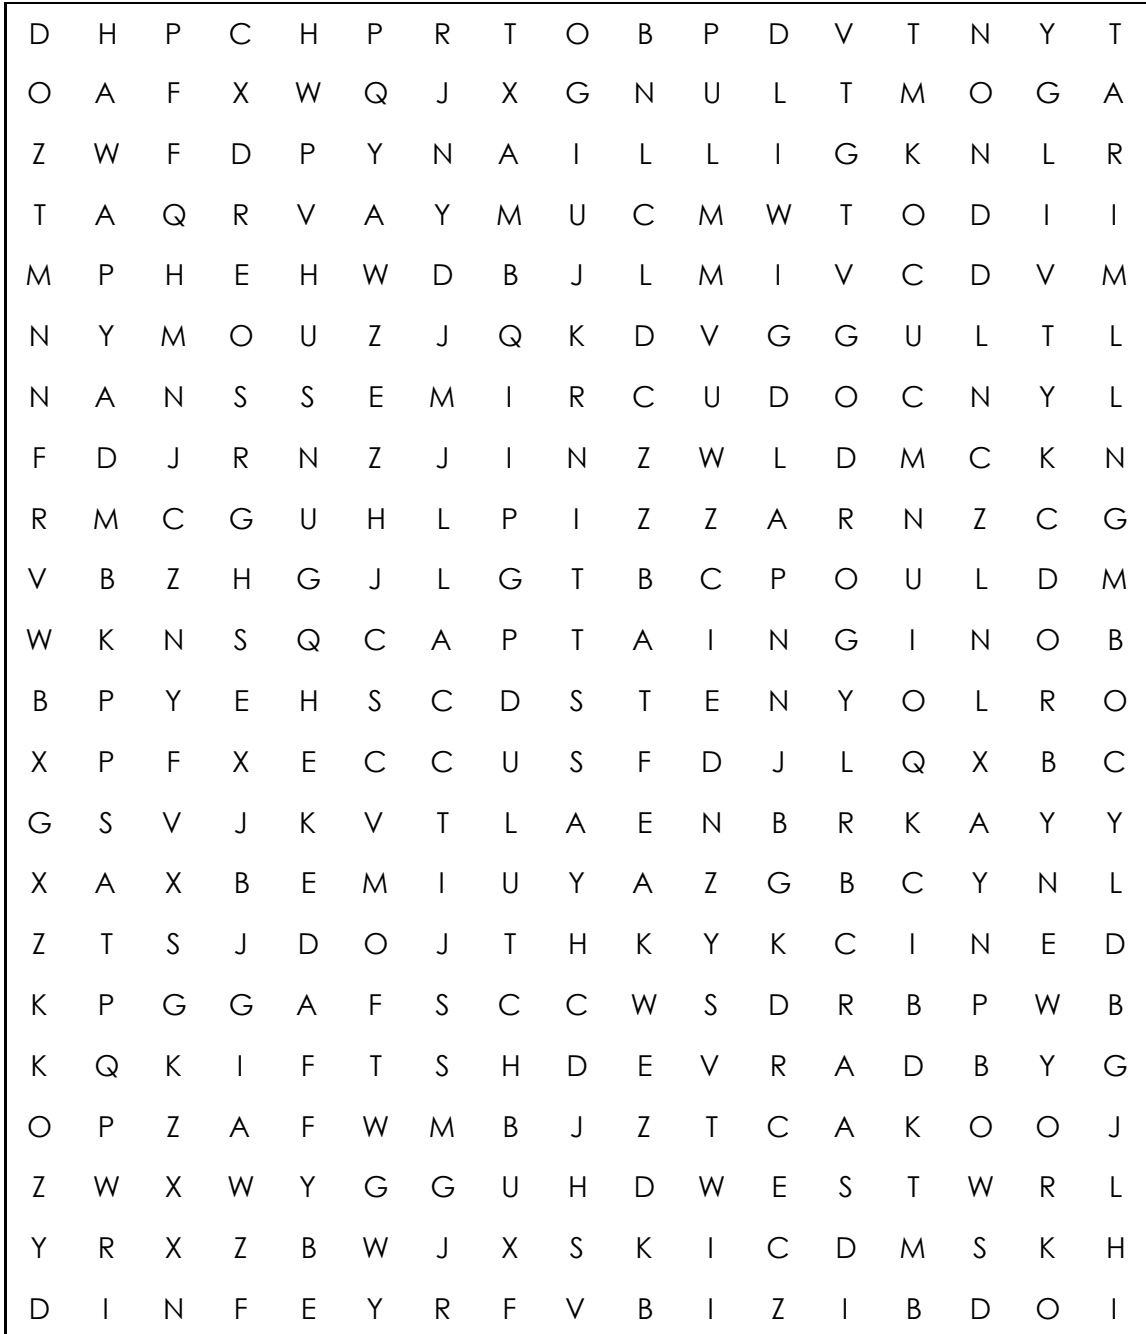 D H P C H P R T O B P D V T N Y T
O A F X W Q J X G N U L T M O G A
Z W F D P Y N A I L L I G K N L R
T A Q R V A Y M U C M W T O D I I
M P H E H W D B J L M I V C D V M
N Y M O U Z J Q K D V G G U L T L
N A N S S E M I R C U D O C N Y L
F D J R N Z J I N Z W L D M C K N
R M C G U H L P I Z Z A R N Z C G
V B Z H G J L G T B C P O U L D M
W K N S Q C A P T A I N G I N O B
B P Y E H S C D S T E N Y O L R O
X P F X E C C U S F D J L Q X B C
G S V J K V T L A E N B R K A Y Y
X A X B E M I U Y A Z G B C Y N L
Z T S J D O J T H K Y K C I N E D
K P G G A F S C C W S D R B P W B
K Q K I F T S H D E V R A D B Y G
O P Z A F W M B J Z T C A K O O J
Z W X W Y G G U H D W E S T W R L
Y R X Z B W J X S K I C D M S K H
D I N F E Y R F V B I Z I B D O I